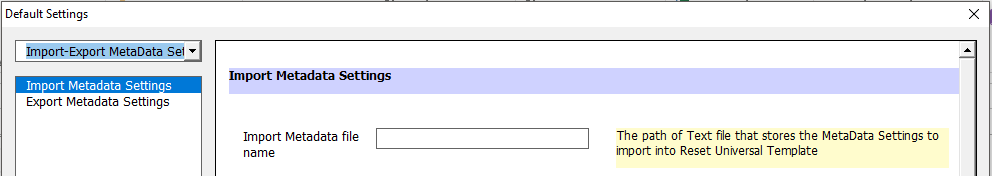 Default Settings
Import-Export MetaData Set
Import Metadata Settings
Export Metadata Settings
Import Metadata Settings
Import Metadata file
name
The path of Text file that stores the MetaData Settings to
import into Reset Universal Template